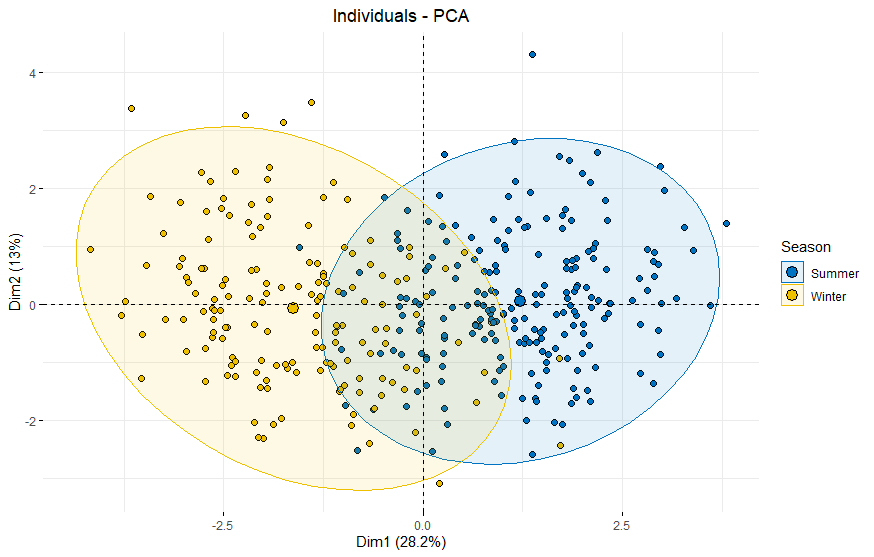 Individuals - PCA
4
2
0
-2
Dim2 (13%)
-2.5
0.0
2.5
Dim1 (28.2%)
Season
Summer
Winter